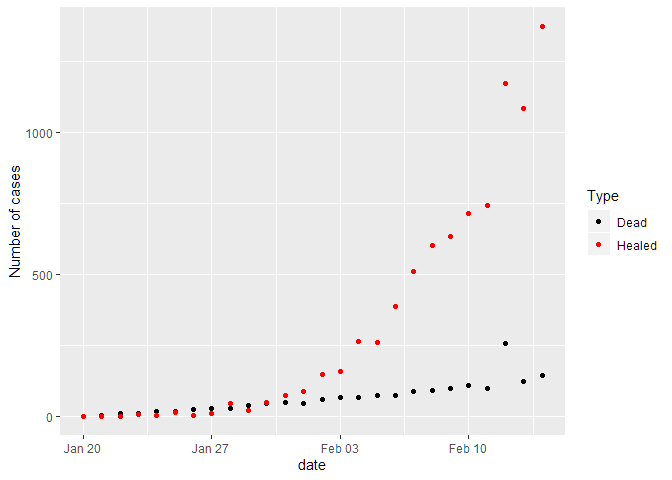 Number of cases
1000
500
0
Jan 20 Jan 27 Feb 03 Feb 10
date
Type
Dead
Healed